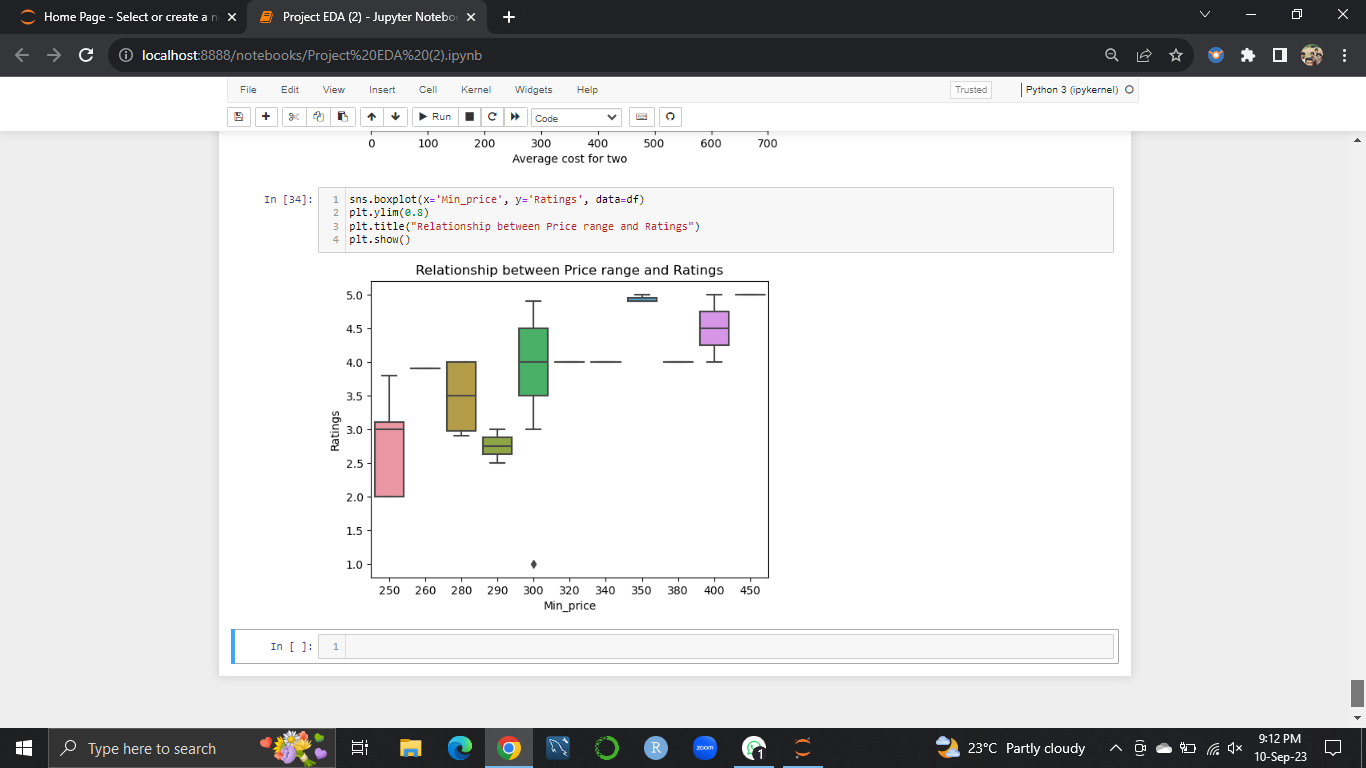 Home Page - Select or create a n
Project EDA (2) - Jupyter Notebo
localhost:8888/notebooks/Project%20EDA%20(2).ipynb
File Edit View Insert Cell Kernel Widgets Help
Trusted
Python 3 (ipykernel)
Run
Code
0 100 200 300 400 500 600 700
Average cost for two
In [34]:
1 sns.boxplot(x='Min_price', y='Ratings', data=df)
2 plt.ylim(0.8)
3 plt.title("Relationship between Price range and Ratings")
4 plt.show()
Relationship between Price range and Ratings
5.0
4.5
4.0
3.5
3.0
2.5
2.0
1.5
1.0
Ratings
250 260 280 290 300 320 340 350 380 400 450
Min_price
In [ ]:
1
Type here to search
R
zoom
1
23°C Partly cloudy
9:12 PM
10-Sep-23